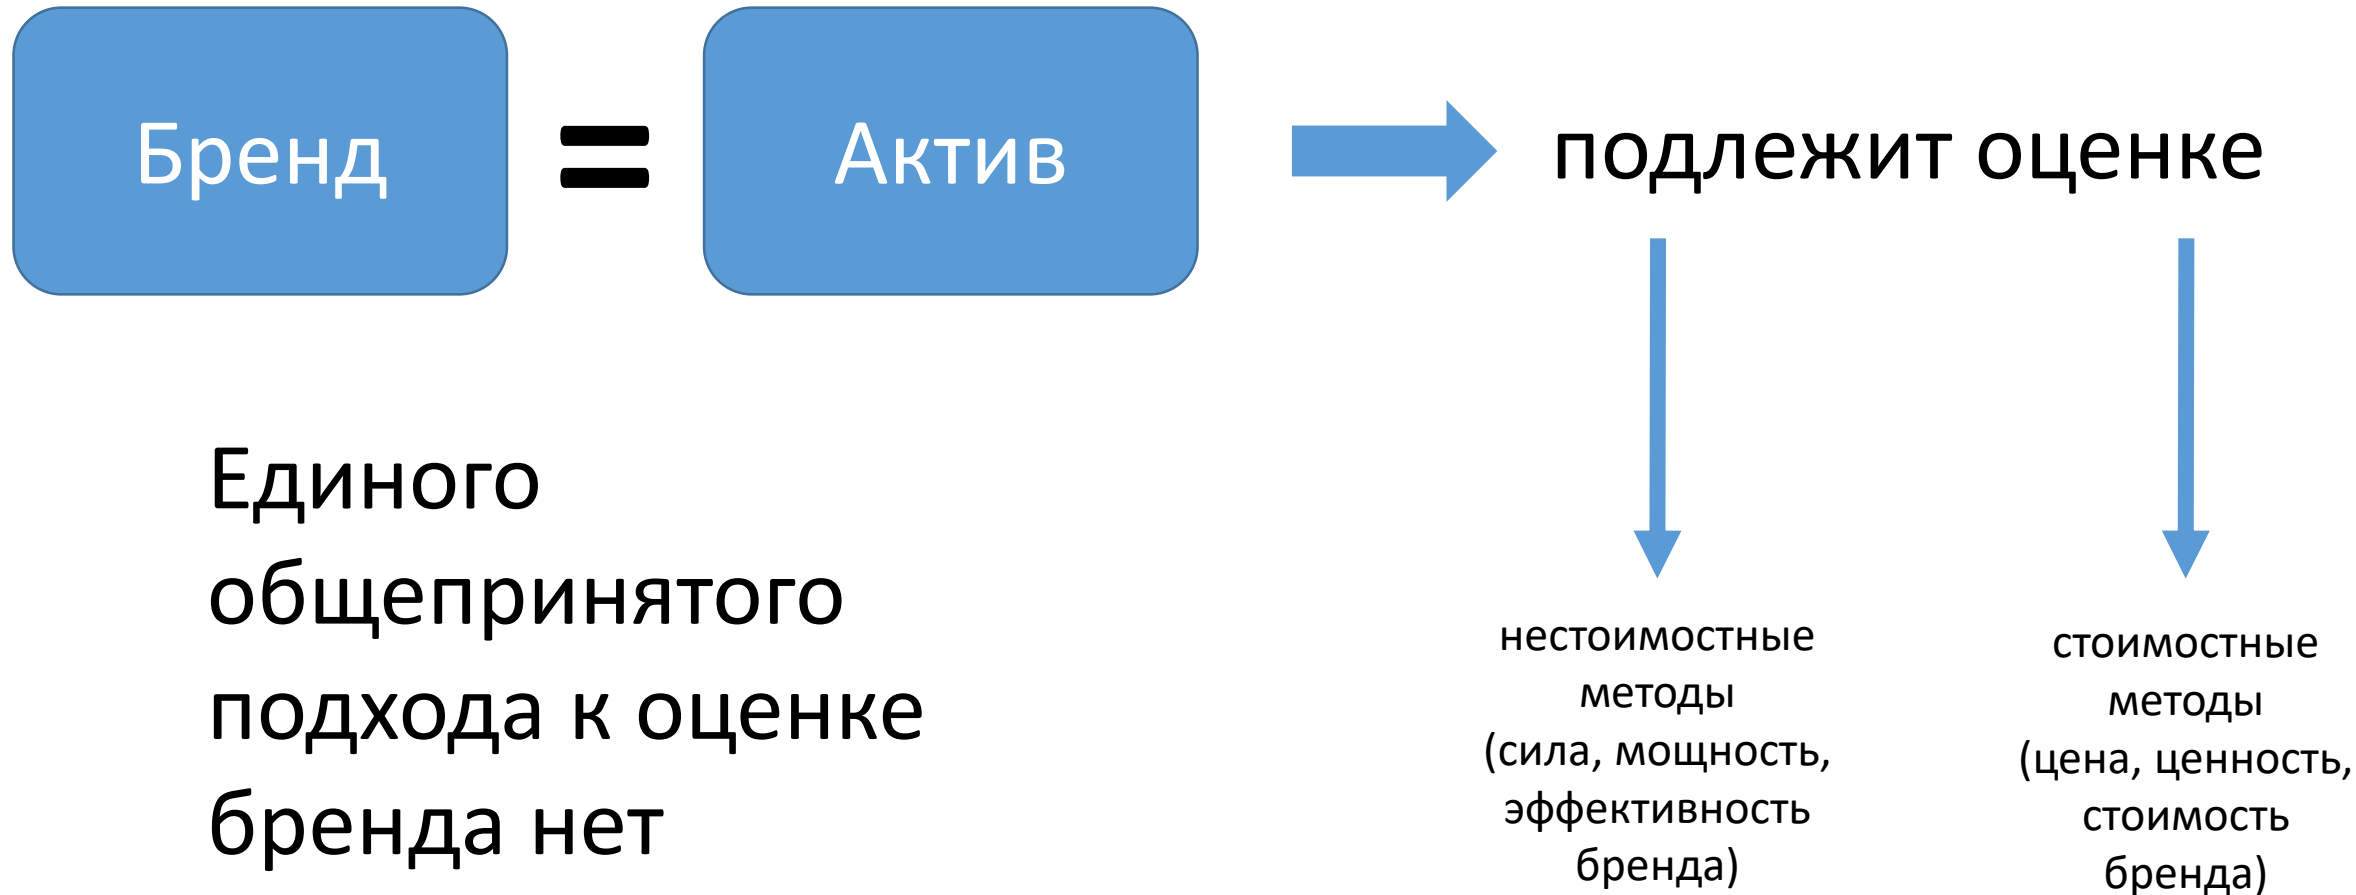 Бренд
=
Актив
подлежит оценке
Единого
общепринятого
подхода к оценке
бренда нет
нестоимостные
методы
(сила, мощность,
эффективность
бренда)
стоимостные
методы
(цена, ценность,
стоимость
бренда)